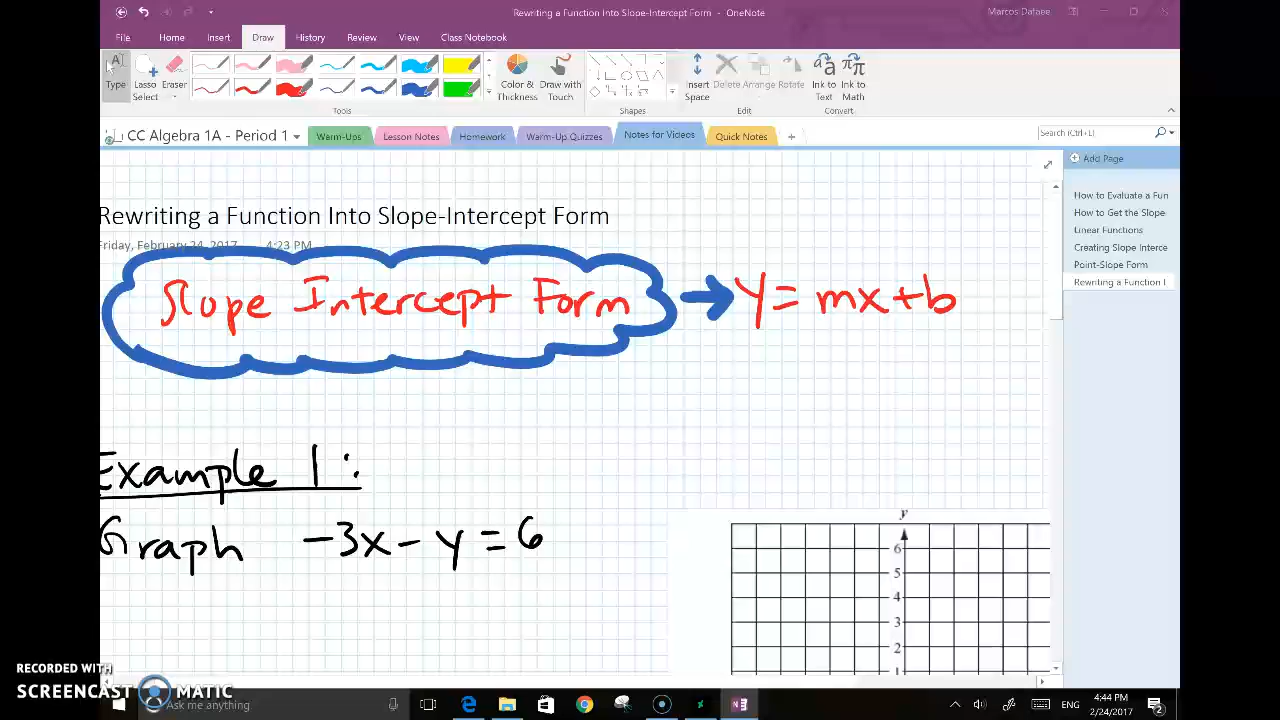 Rewriting a Function Into Slope-Intercept Form - OneNote
Marcos Dafaee
File Home Insert Draw History Review View Class Notebook
Type
Lasso Select
Eraser
Color & Thickness
Draw with Touch
Insert Space
Delete Arrange Rotate
Ink to Text
Ink to Math
Tools Shapes Edit Convert
CC Algebra 1A - Period 1
Warm-Ups Lesson Notes Homework Warm-Up Quizzes Notes for Videos Quick Notes
Search (Ctrl+E)
Add Page
How to Evaluate a Fun
How to Get the Slope
Linear Functions
Creating Slope Interce
Point-Slope Form
Rewriting a Function I
Rewriting a Function Into Slope-Intercept Form
Friday, February 24, 2017 4:23 PM
Slope Intercept Form y = mx+b
Example 1:
Graph -3x - y = 6
y
6
5
4
3
2
1
RECORDED WITH
SCREENCAST MATIC
Ask me anything
ENG
4:44 PM
2/24/2017
2